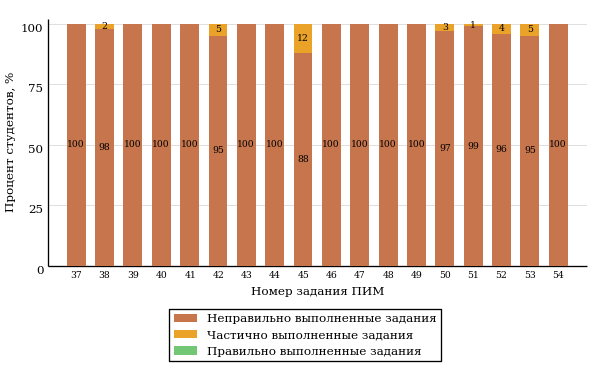 Процент студентов, %
100
75
50
25
0
2 5 12 3 1 4 5
100 98 100 100 100 95 100 100 88 100 100 100 100 97 99 96 95 100
37 38 39 40 41 42 43 44 45 46 47 48 49 50 51 52 53 54
Номер задания ПИМ
Неправильно выполненные задания
Частично выполненные задания
Правильно выполненные задания